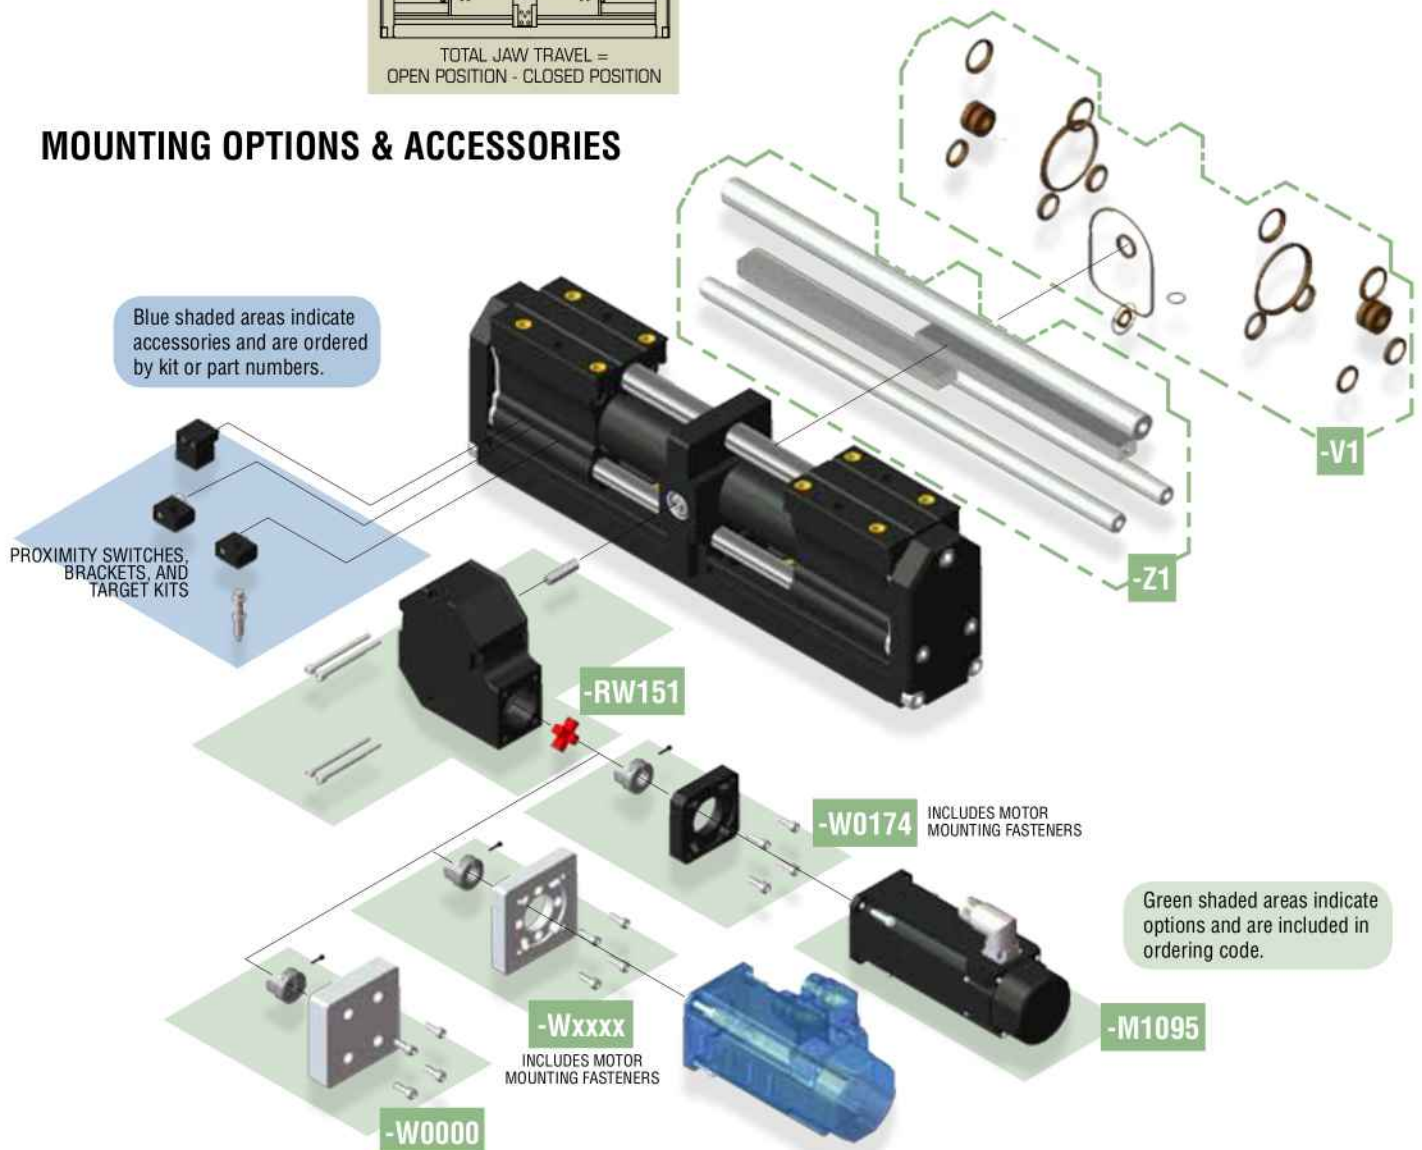 TOTAL JAW TRAVEL =
OPEN POSITION - CLOSED POSITION
MOUNTING OPTIONS & ACCESSORIES
Blue shaded areas indicate
accessories and are ordered
by kit or part numbers.
-V1
-Z1
PROXIMITY SWITCHES,
BRACKETS, AND
TARGET KITS
-RW151
-W0174
INCLUDES MOTOR
MOUNTING FASTENERS
Green shaded areas indicate
options and are included in
ordering code.
-M1095
-Wxxxx
INCLUDES MOTOR
MOUNTING FASTENERS
-W0000